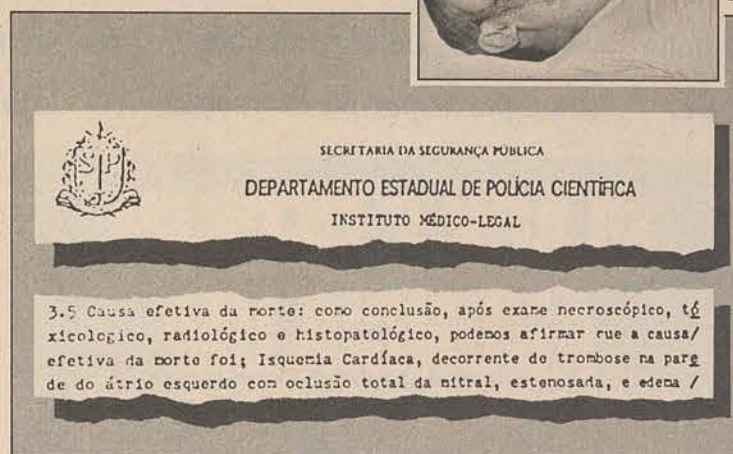 SECRETARIA DA SEGURANÇA PÚBLICA
DEPARTAMENTO ESTADUAL DE POLÍCIA CIENTÍFICA
INSTITUTO MÉDICO-LEGAL
3.5 Causa efetiva da morte: como conclusão, após exame necroscópico, tó
xicologico, radiológico e histopatológico, podemos afirmar que a causa/
efetiva da morte foi; Isquemia Cardíaca, decorrente de trombose na pare
de do átrio esquerdo com oclusão total da mitral, estenosada, e edema /